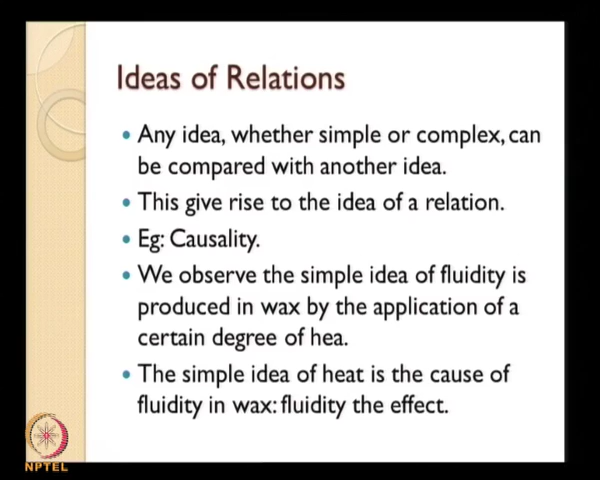 Ideas of Relations
• Any idea, whether simple or complex, can
be compared with another idea.
• This give rise to the idea of a relation.
• Eg: Causality.
• We observe the simple idea of fluidity is
produced in wax by the application of a
certain degree of hea.
• The simple idea of heat is the cause of
fluidity in wax: fluidity the effect.
NPTEL